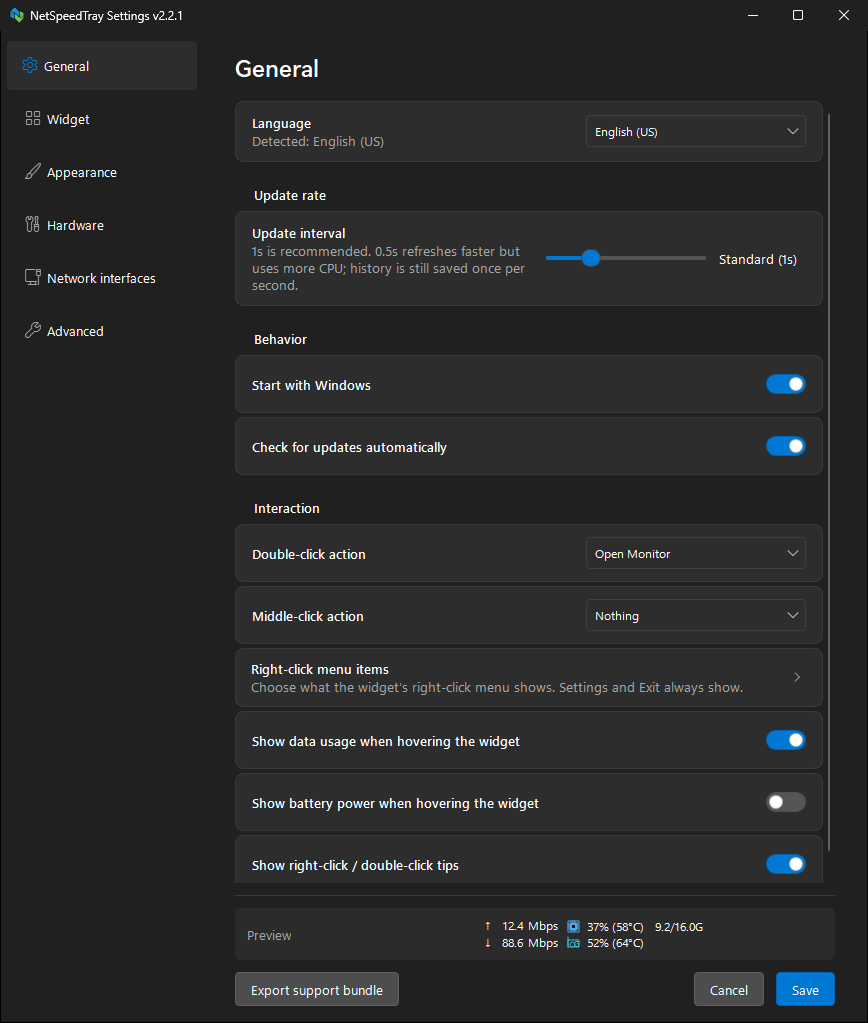 NetSpeedTray Settings v2.2.1
General
Widget
Appearance
Hardware
Network interfaces
Advanced
General
Language
Detected: English (US)
English (US)
Update rate
Update interval
1s is recommended. 0.5s refreshes faster but
uses more CPU; history is still saved once per
second.
Standard (1s)
Behavior
Start with Windows
Check for updates automatically
Interaction
Double-click action
Open Monitor
Middle-click action
Nothing
Right-click menu items
Choose what the widget's right-click menu shows. Settings and Exit always show.
Show data usage when hovering the widget
Show battery power when hovering the widget
Show right-click / double-click tips
Preview
↑ 12.4 Mbps 37% (58°C) 9.2/16.0G
↓ 88.6 Mbps 52% (64°C)
Export support bundle
Cancel
Save